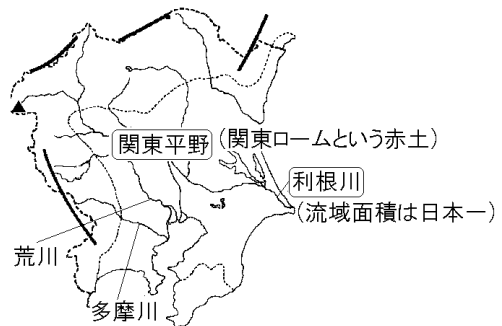 関東平野 (関東ロームという赤土)
利根川
(流域面積は日本一)
荒川
多摩川